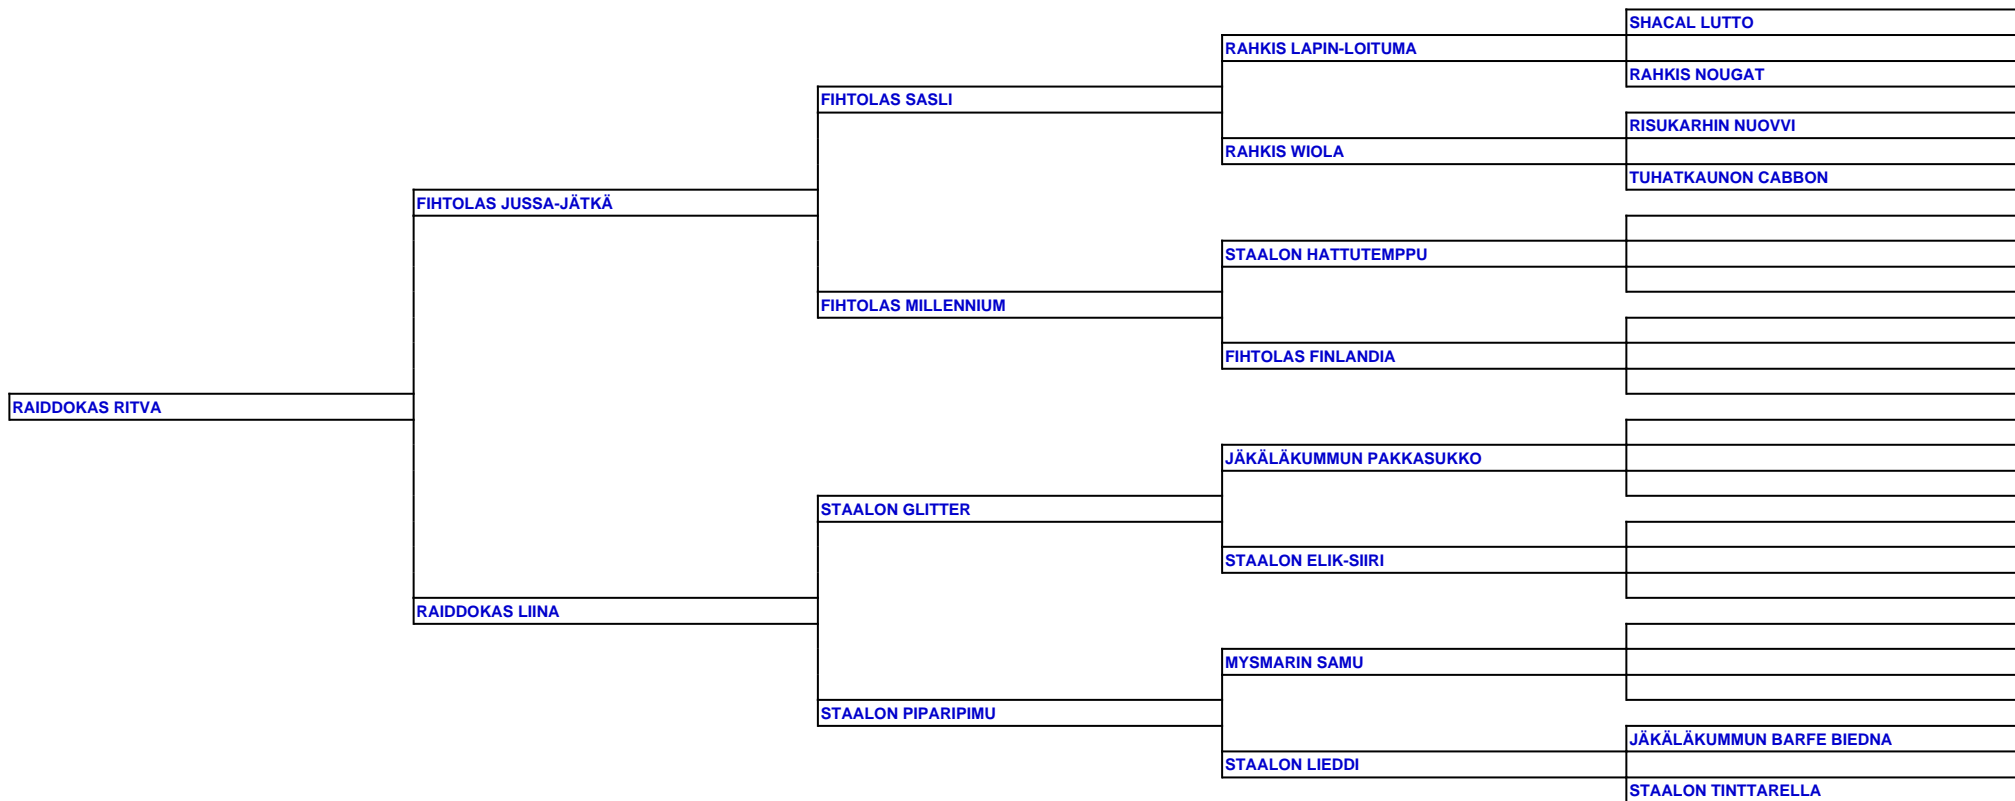 SHACAL LUTTO
RAHKIS LAPIN-LOITUMA
RAHKIS NOUGAT
FIHTOLAS SASLI
RISUKARHIN NUOVVI
RAHKIS WIOLA
TUHATKAUNON CABBON
FIHTOLAS JUSSA-JÄTKÄ
STAALON HATTUTEMPPU
FIHTOLAS MILLENNIUM
FIHTOLAS FINLANDIA
RAIDDOKAS RITVA
JÄKÄLÄKUMMUN PAKKASUKKO
STAALON GLITTER
STAALON ELIK-SIIRI
RAIDDOKAS LIINA
MYSMARIN SAMU
STAALON PIPARIPIMU
JÄKÄLÄKUMMUN BARFE BIEDNA
STAALON LIEDDI
STAALON TINTTARELLA